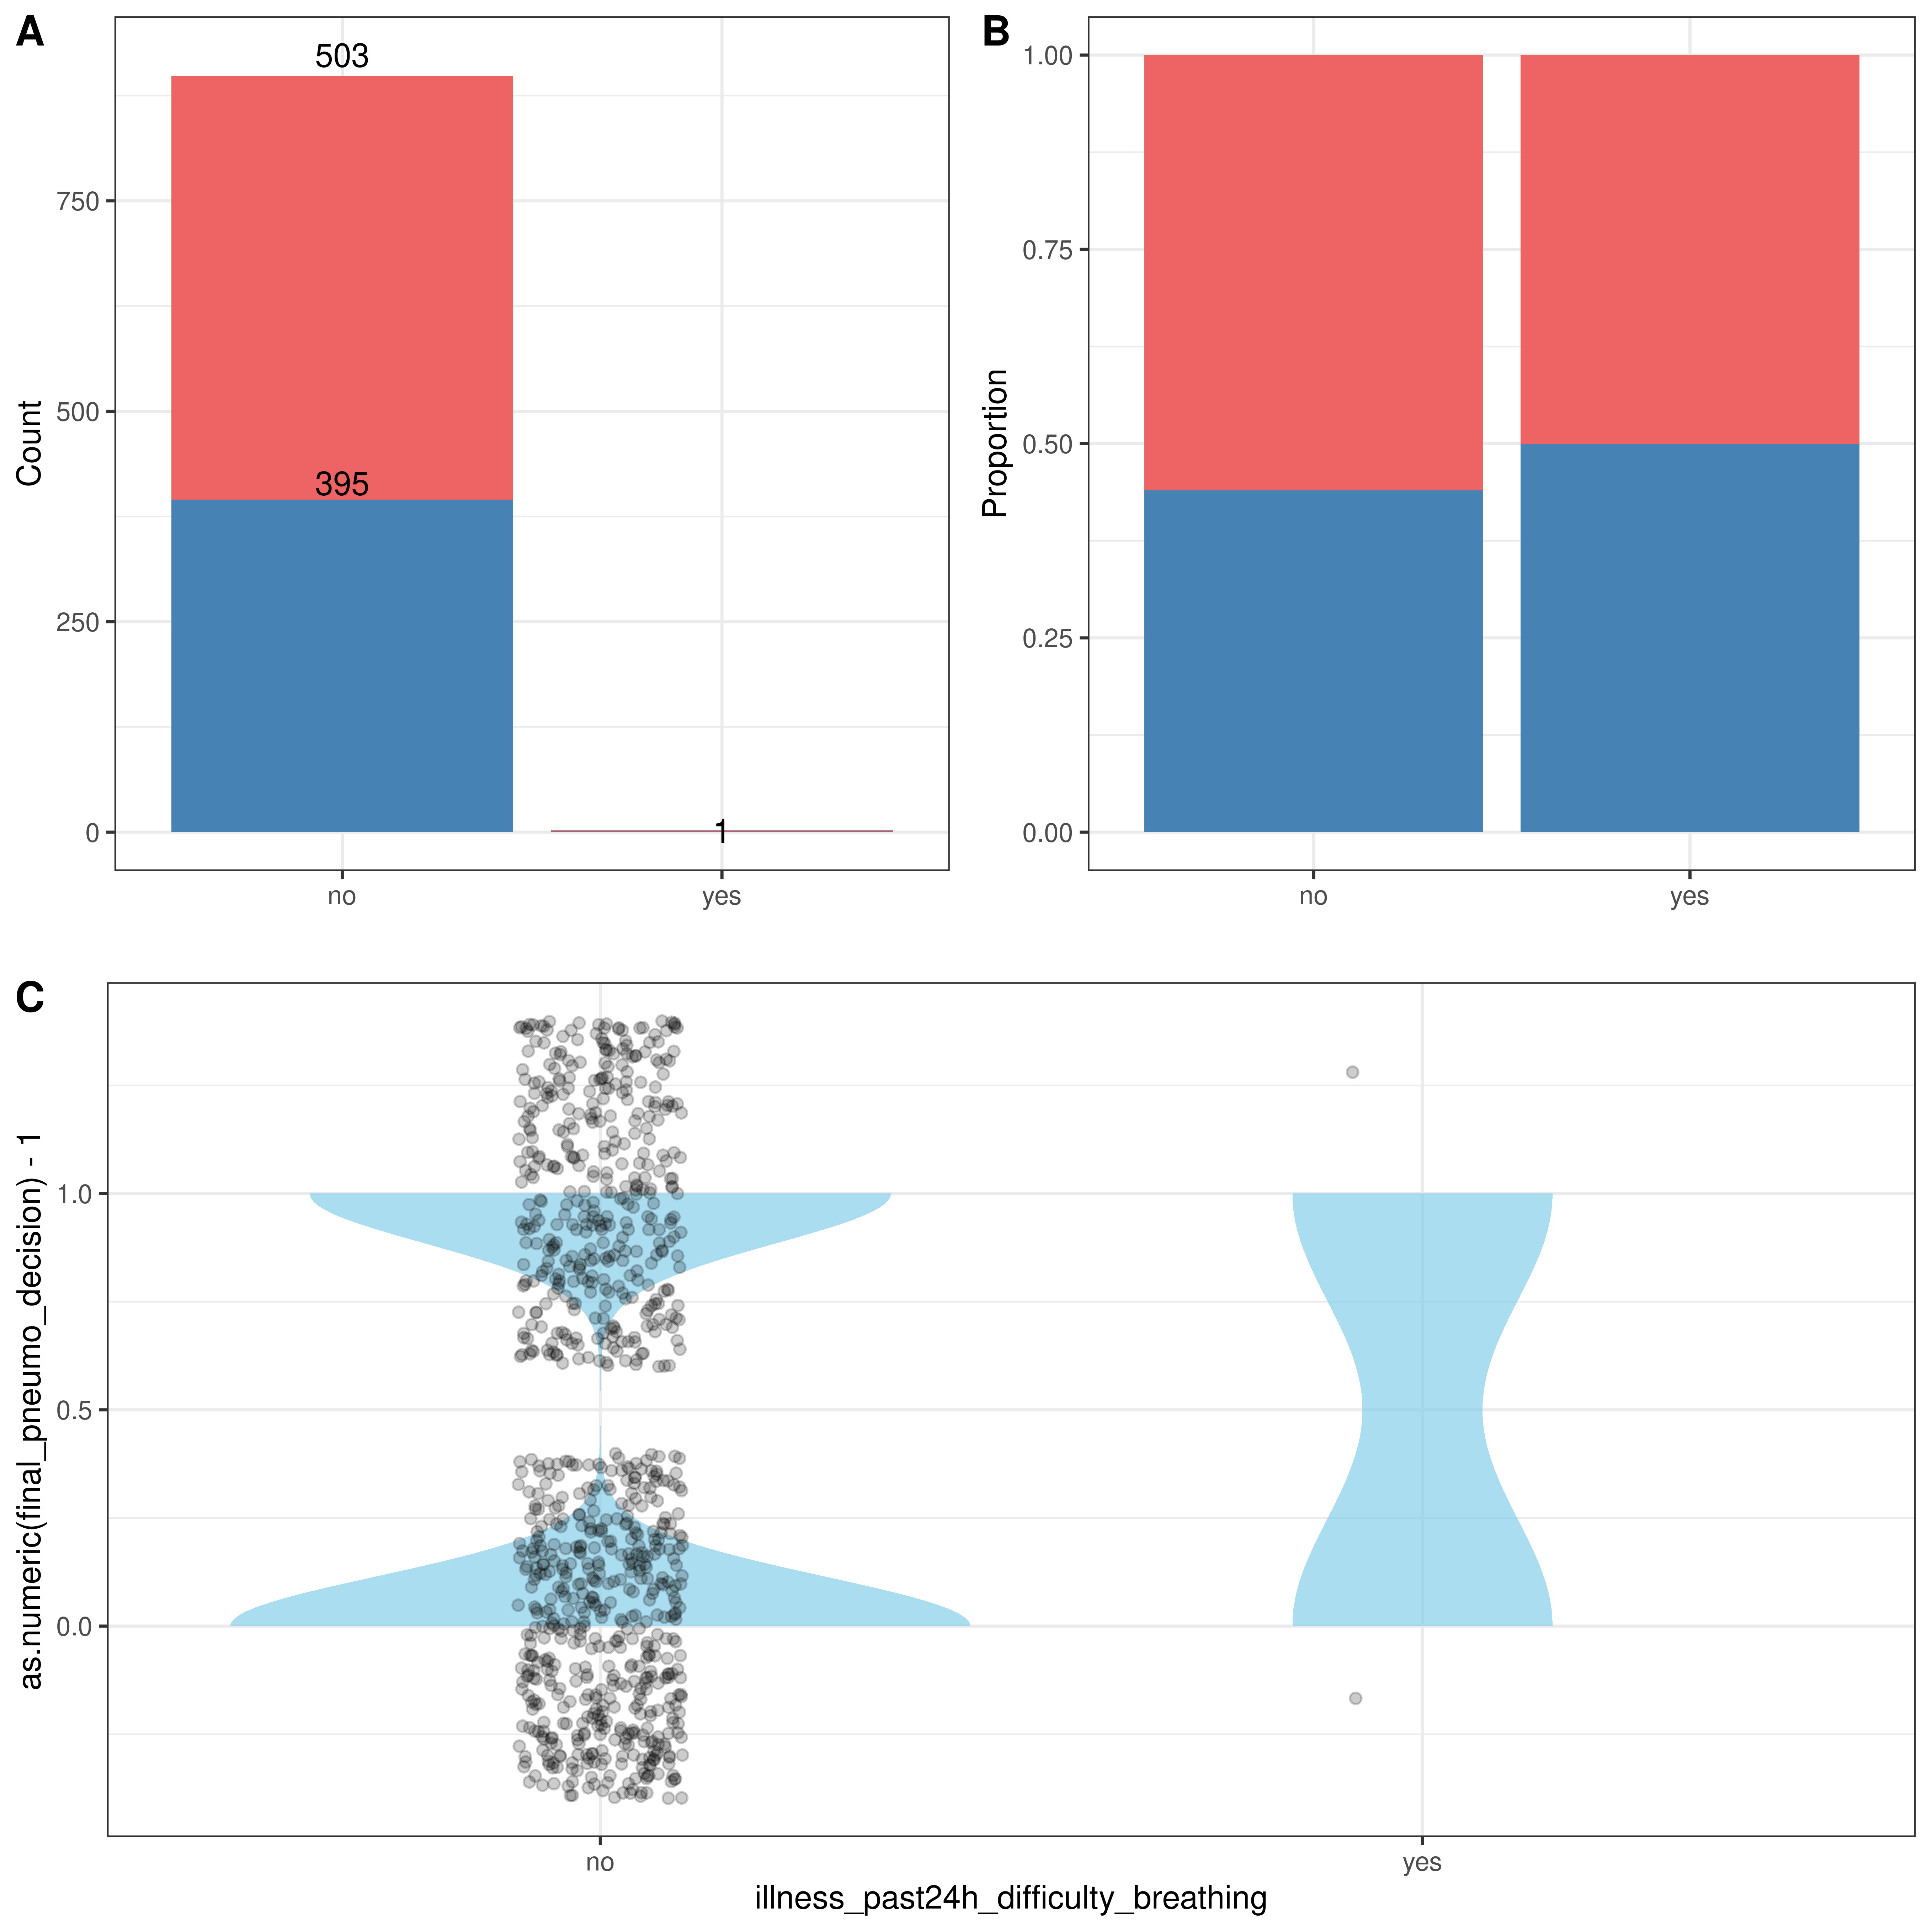 A
503
395
1
750
500
250
0
Count
no
yes
B
1.00
0.75
0.50
0.25
0.00
Proportion
no
yes
C
1.0
0.5
0.0
as.numeric(final_pneumo_decision) - 1
no
yes
illness_past24h_difficulty_breathing